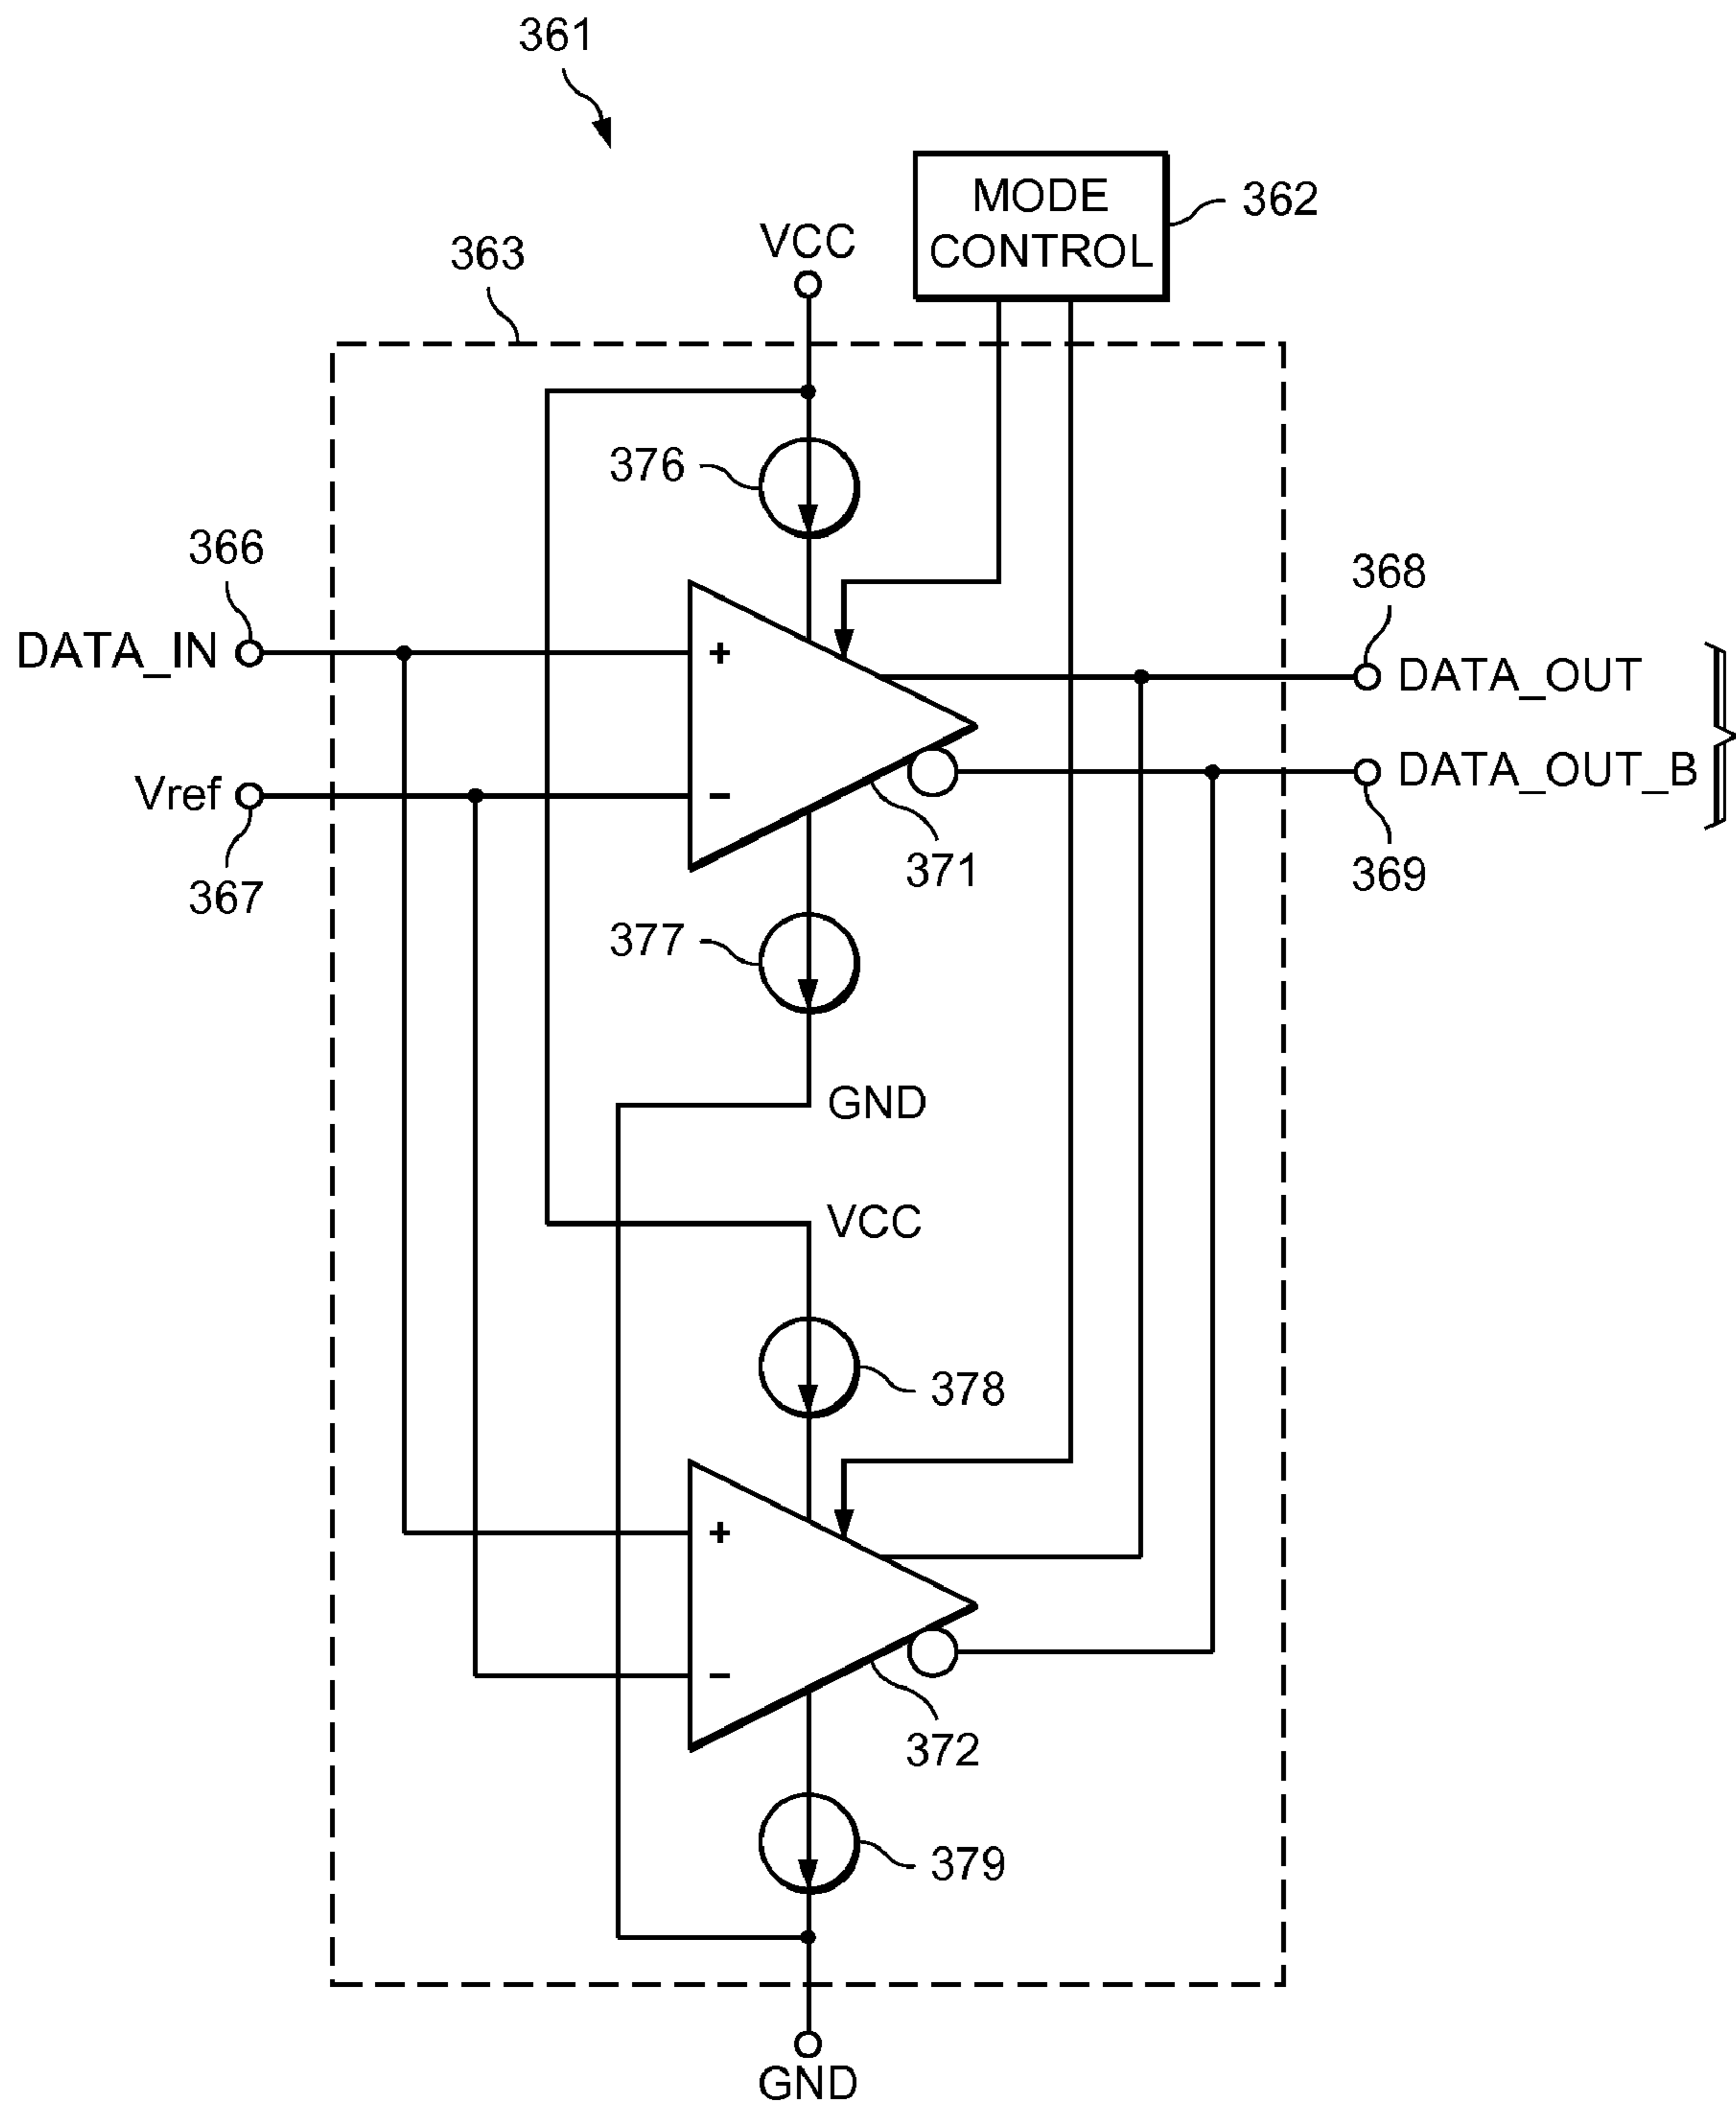 361
MODE
CONTROL
362
363
VCC
376
366
368
DATA_IN
+
DATA_OUT
Vref
−
DATA_OUT_B
367
371
369
377
GND
VCC
378
+
−
372
379
GND